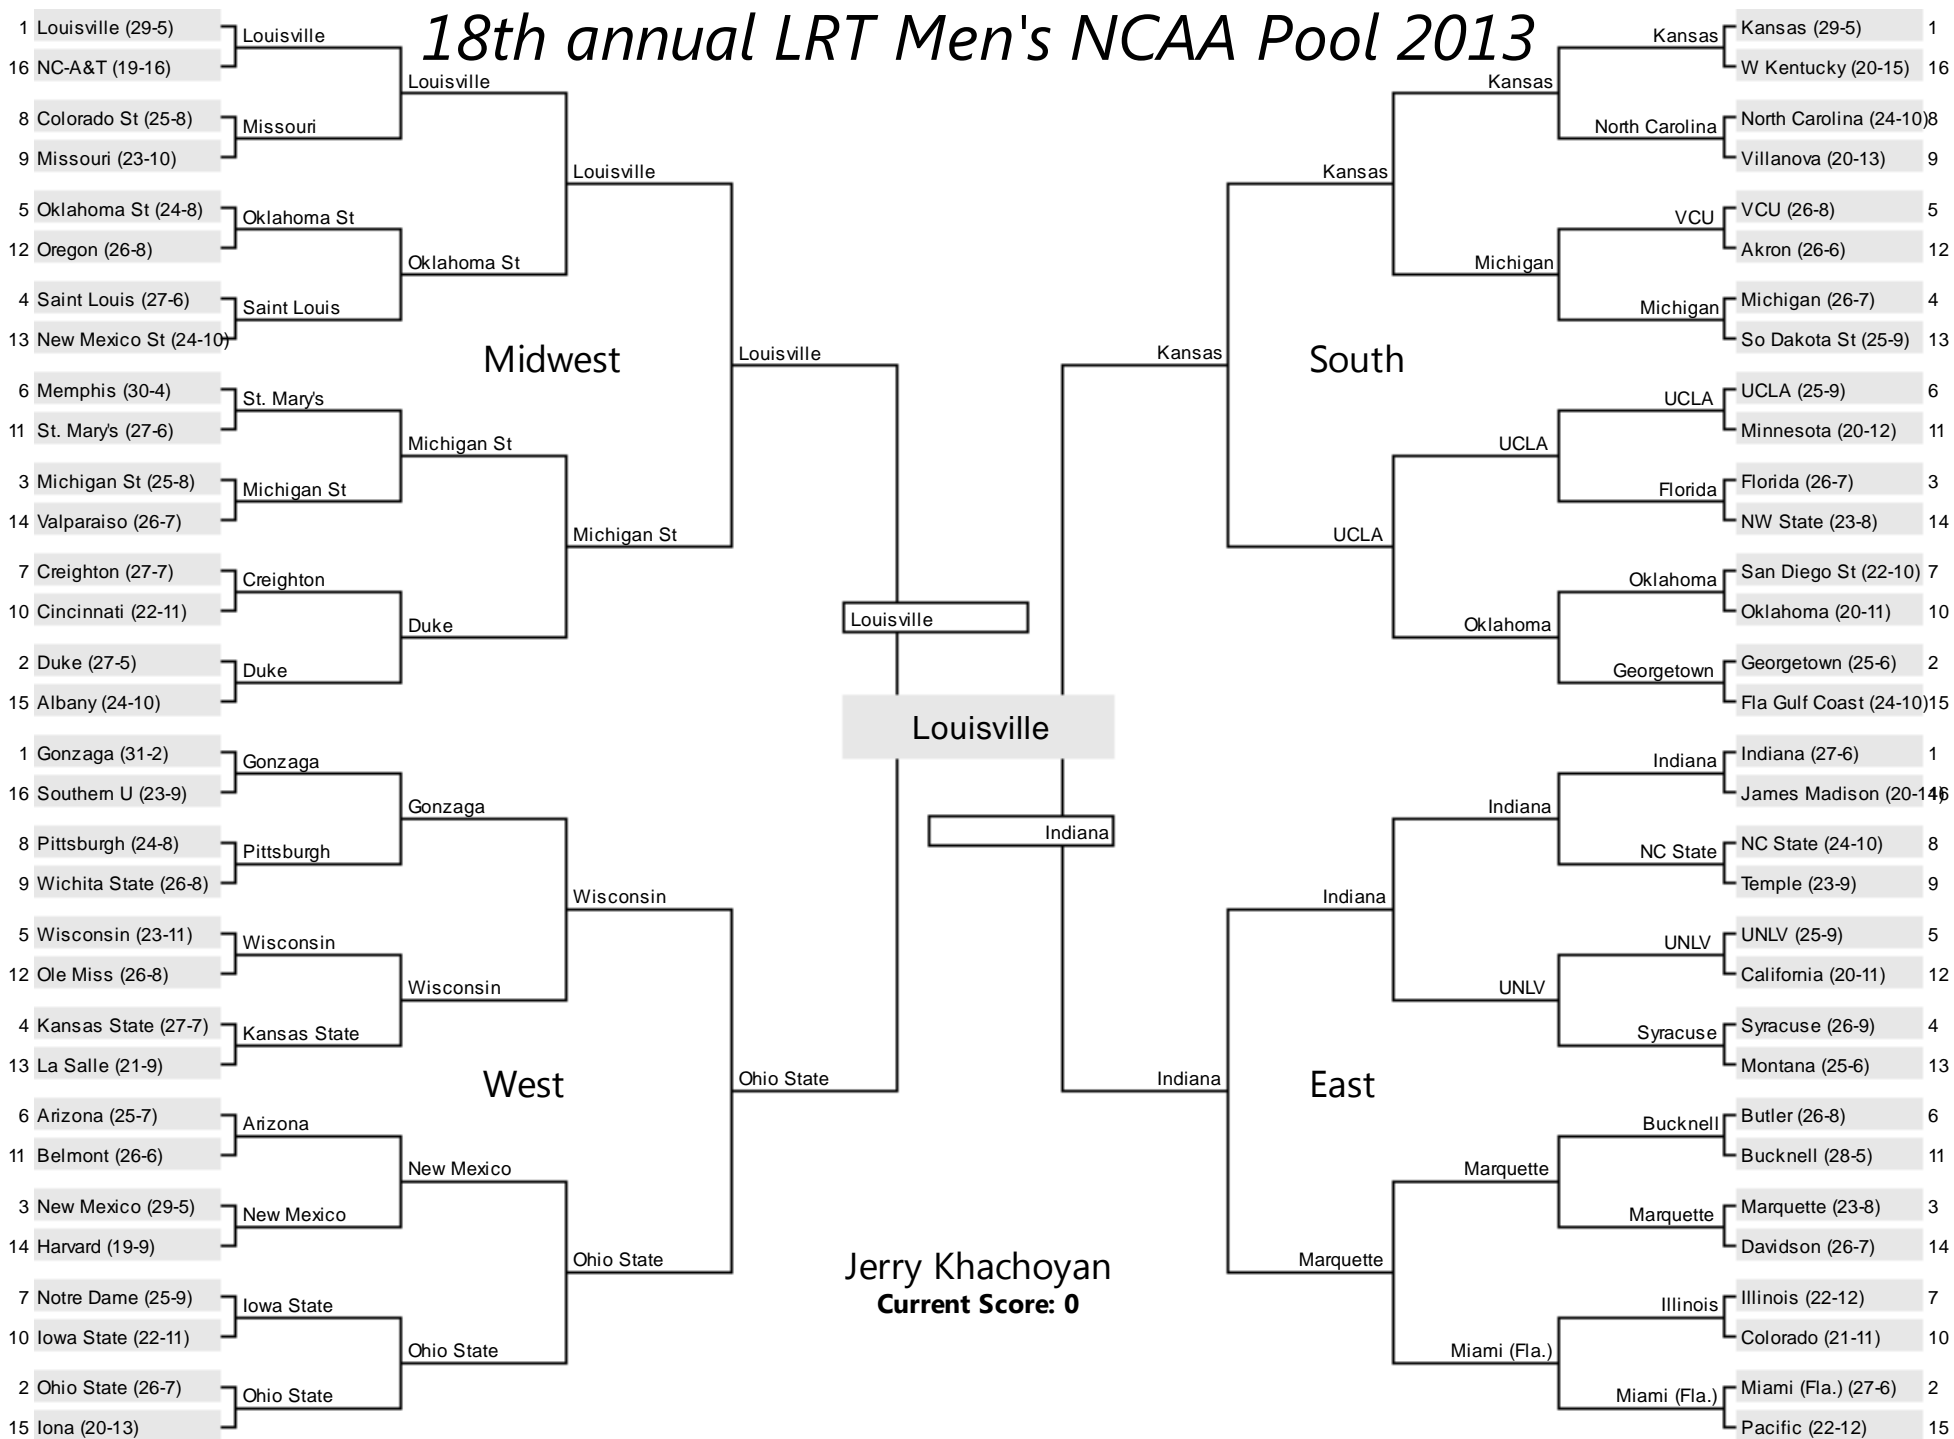 18th annual LRT Men's NCAA Pool 2013
1 Louisville (29-5)
16 NC-A&T (19-16)
8 Colorado St (25-8)
9 Missouri (23-10)
5 Oklahoma St (24-8)
12 Oregon (26-8)
4 Saint Louis (27-6)
13 New Mexico St (24-10)
6 Memphis (30-4)
11 St. Mary's (27-6)
3 Michigan St (25-8)
14 Valparaiso (26-7)
7 Creighton (27-7)
10 Cincinnati (22-11)
2 Duke (27-5)
15 Albany (24-10)
Louisville
Missouri
Oklahoma St
Saint Louis
St. Mary's
Michigan St
Creighton
Duke
Louisville
Oklahoma St
Michigan St
Duke
Louisville
Michigan St
Midwest
Louisville
1 Gonzaga (31-2)
16 Southern U (23-9)
8 Pittsburgh (24-8)
9 Wichita State (26-8)
5 Wisconsin (23-11)
12 Ole Miss (26-8)
4 Kansas State (27-7)
13 La Salle (21-9)
6 Arizona (25-7)
11 Belmont (26-6)
3 New Mexico (29-5)
14 Harvard (19-9)
7 Notre Dame (25-9)
10 Iowa State (22-11)
2 Ohio State (26-7)
15 Iona (20-13)
Gonzaga
Pittsburgh
Wisconsin
Kansas State
Arizona
New Mexico
Iowa State
Ohio State
Gonzaga
Wisconsin
New Mexico
Ohio State
Wisconsin
Ohio State
West
Ohio State
Louisville
Louisville
Indiana
Jerry Khachoyan
Current Score: 0
Kansas (29-5) 1
W Kentucky (20-15) 16
North Carolina (24-10) 8
Villanova (20-13) 9
VCU (26-8) 5
Akron (26-6) 12
Michigan (26-7) 4
So Dakota St (25-9) 13
UCLA (25-9) 6
Minnesota (20-12) 11
Florida (26-7) 3
NW State (23-8) 14
San Diego St (22-10) 7
Oklahoma (20-11) 10
Georgetown (25-6) 2
Fla Gulf Coast (24-10) 15
Kansas
North Carolina
VCU
Michigan
UCLA
Florida
Oklahoma
Georgetown
Kansas
Michigan
UCLA
Oklahoma
Kansas
UCLA
South
Kansas
Indiana (27-6) 1
James Madison (20-14) 16
NC State (24-10) 8
Temple (23-9) 9
UNLV (25-9) 5
California (20-11) 12
Syracuse (26-9) 4
Montana (25-6) 13
Butler (26-8) 6
Bucknell (28-5) 11
Marquette (23-8) 3
Davidson (26-7) 14
Illinois (22-12) 7
Colorado (21-11) 10
Miami (Fla.) (27-6) 2
Pacific (22-12) 15
Indiana
NC State
UNLV
Syracuse
Bucknell
Marquette
Illinois
Miami (Fla.)
Indiana
UNLV
Marquette
Miami (Fla.)
Indiana
Marquette
East
Indiana